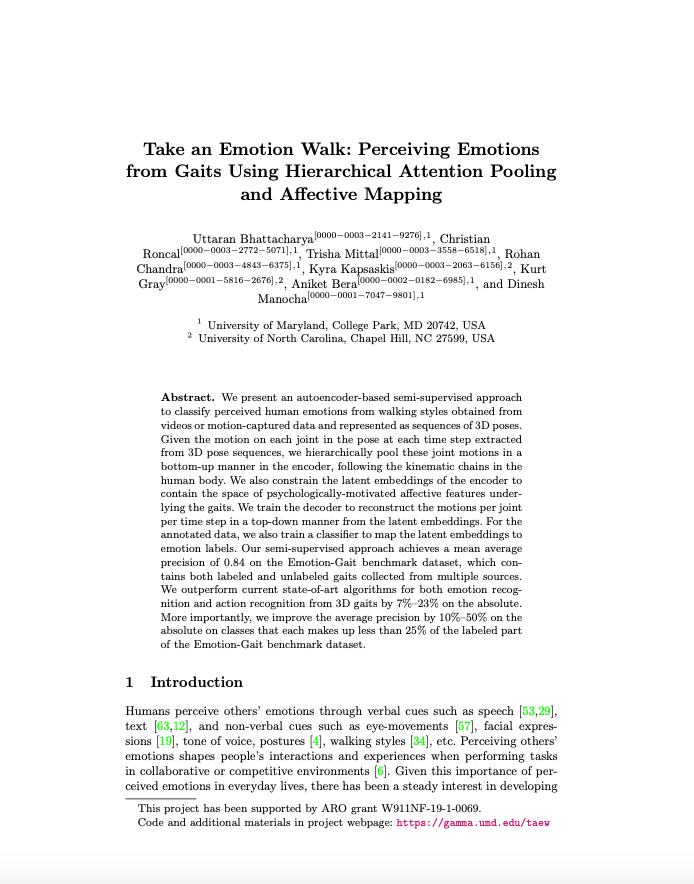 Take an Emotion Walk: Perceiving Emotions
from Gaits Using Hierarchical Attention Pooling
and Affective Mapping
Uttaran Bhattacharya[0000−0003−2141−9276],1, Christian
Roncal[0000−0003−2772−5071],1, Trisha Mittal[0000−0003−3558−6518],1, Rohan
Chandra[0000−0003−4843−6375],1, Kyra Kapsaskis[0000−0003−2063−6156],2, Kurt
Gray[0000−0001−5816−2676],2, Aniket Bera[0000−0002−0182−6985],1, and Dinesh
Manocha[0000−0001−7047−9801],1
1 University of Maryland, College Park, MD 20742, USA
2 University of North Carolina, Chapel Hill, NC 27599, USA
Abstract. We present an autoencoder-based semi-supervised approach
to classify perceived human emotions from walking styles obtained from
videos or motion-captured data and represented as sequences of 3D poses.
Given the motion on each joint in the pose at each time step extracted
from 3D pose sequences, we hierarchically pool these joint motions in a
bottom-up manner in the encoder, following the kinematic chains in the
human body. We also constrain the latent embeddings of the encoder to
contain the space of psychologically-motivated affective features under-
lying the gaits. We train the decoder to reconstruct the motions per joint
per time step in a top-down manner from the latent embeddings. For the
annotated data, we also train a classifier to map the latent embeddings to
emotion labels. Our semi-supervised approach achieves a mean average
precision of 0.84 on the Emotion-Gait benchmark dataset, which con-
tains both labeled and unlabeled gaits collected from multiple sources.
We outperform current state-of-art algorithms for both emotion recog-
nition and action recognition from 3D gaits by 7%–23% on the absolute.
More importantly, we improve the average precision by 10%–50% on the
absolute on classes that each makes up less than 25% of the labeled part
of the Emotion-Gait benchmark dataset.
1 Introduction
Humans perceive others' emotions through verbal cues such as speech [53,29],
text [63,12], and non-verbal cues such as eye-movements [57], facial expres-
sions [19], tone of voice, postures [4], walking styles [34], etc. Perceiving others'
emotions shapes people's interactions and experiences when performing tasks
in collaborative or competitive environments [6]. Given this importance of per-
ceived emotions in everyday lives, there has been a steady interest in developing
This project has been supported by ARO grant W911NF-19-1-0069.
Code and additional materials in project webpage: https://gamma.umd.edu/taew